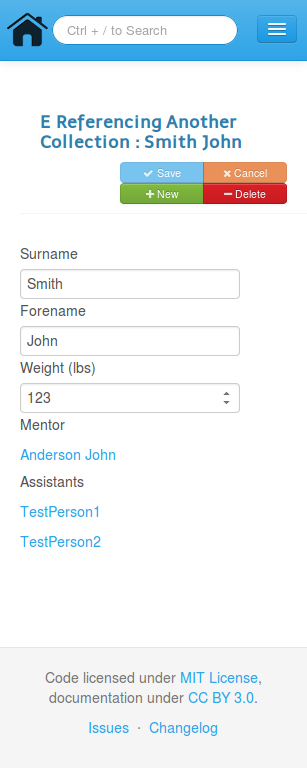 Ctrl + / to Search
E Referencing Another
Collection : Smith John
Save
Cancel
New
Delete
Surname
Smith
Forename
John
Weight (lbs)
123
Mentor
Anderson John
Assistants
TestPerson1
TestPerson2
Code licensed under MIT License,
documentation under CC BY 3.0.
Issues · Changelog